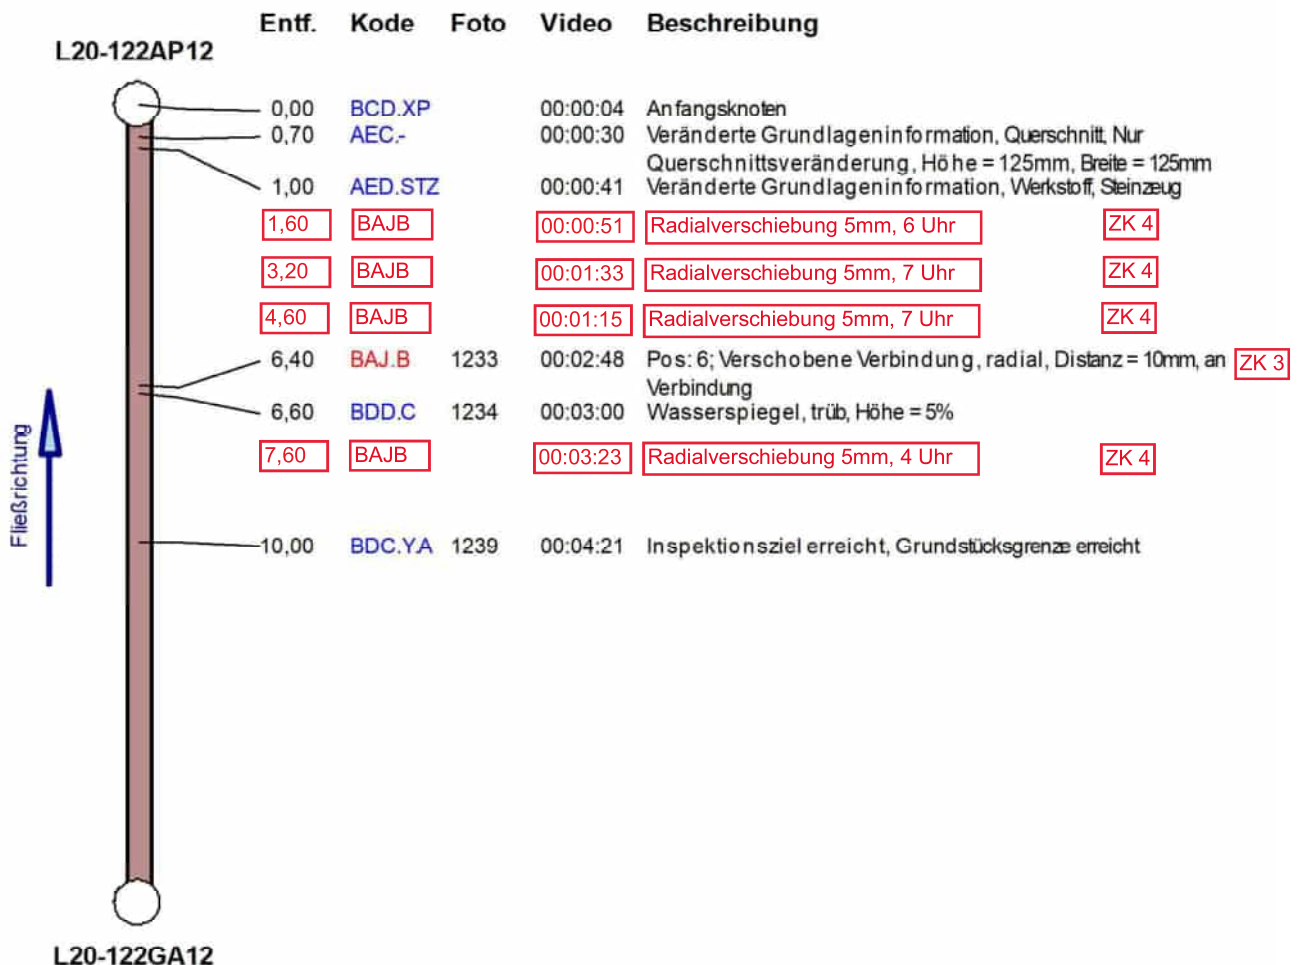 Entf. Kode Foto Video Beschreibung
L20-122AP12
0,00 BCD.XP 00:00:04 Anfangsknoten
0,70 AEC.- 00:00:30 Veränderte Grundlageninformation, Querschnitt, Nur
Querschnittsveränderung, Höhe = 125mm, Breite = 125mm
1,00 AED.STZ 00:00:41 Veränderte Grundlageninformation, Werkstoff, Steinzeug
1,60 BAJB 00:00:51 Radialverschiebung 5mm, 6 Uhr ZK 4
3,20 BAJB 00:01:33 Radialverschiebung 5mm, 7 Uhr ZK 4
4,60 BAJB 00:01:15 Radialverschiebung 5mm, 7 Uhr ZK 4
6,40 BAJ.B 1233 00:02:48 Pos: 6; Verschobene Verbindung, radial, Distanz = 10mm, an ZK 3
Verbindung
6,60 BDD.C 1234 00:03:00 Wasserspiegel, trüb, Höhe = 5%
Fließrichtung
7,60 BAJB 00:03:23 Radialverschiebung 5mm, 4 Uhr ZK 4
10,00 BDC.Y.A 1239 00:04:21 Inspektionsziel erreicht, Grundstücksgrenze erreicht
L20-122GA12